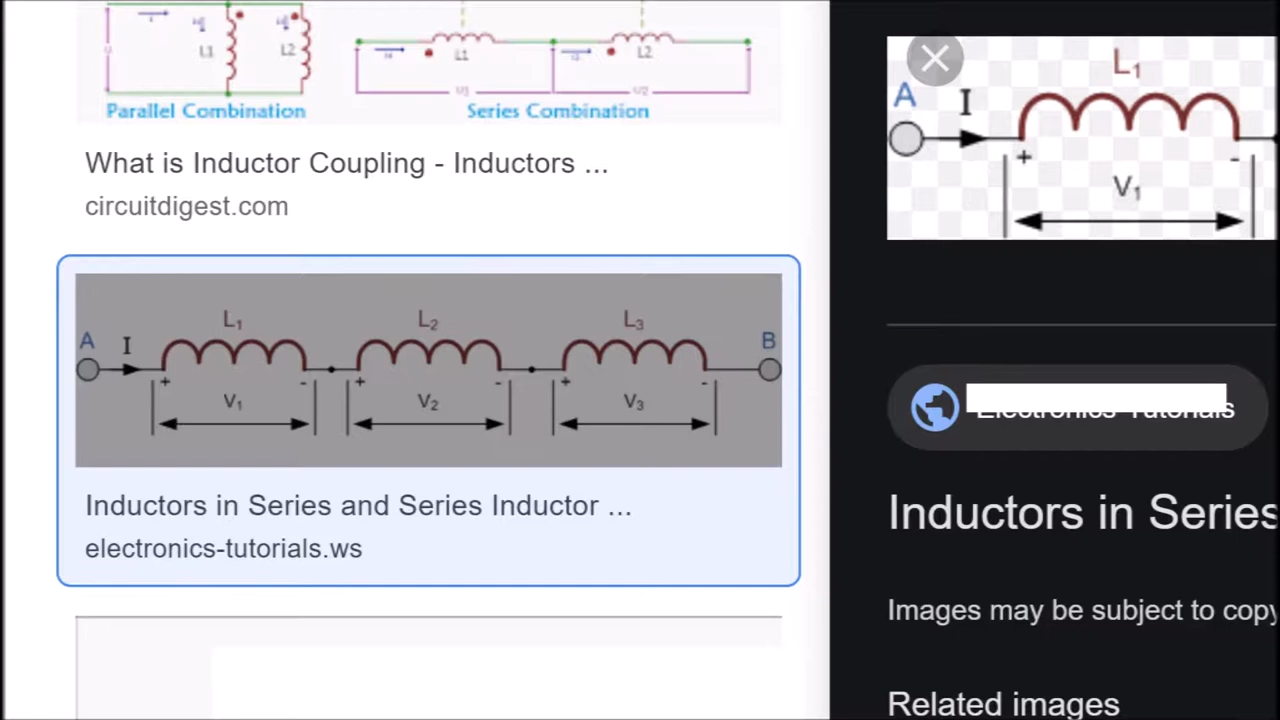 L1
L2
L1
L2
Parallel Combination
Series Combination
What is Inductor Coupling - Inductors ...
circuitdigest.com
L1 L2 L3
A I B
+ - + - + -
V1 V2 V3
Inductors in Series and Series Inductor ...
electronics-tutorials.ws
L1
A I
+ -
V1
Electronics Tutorials
Inductors in Series
Images may be subject to copy
Related images